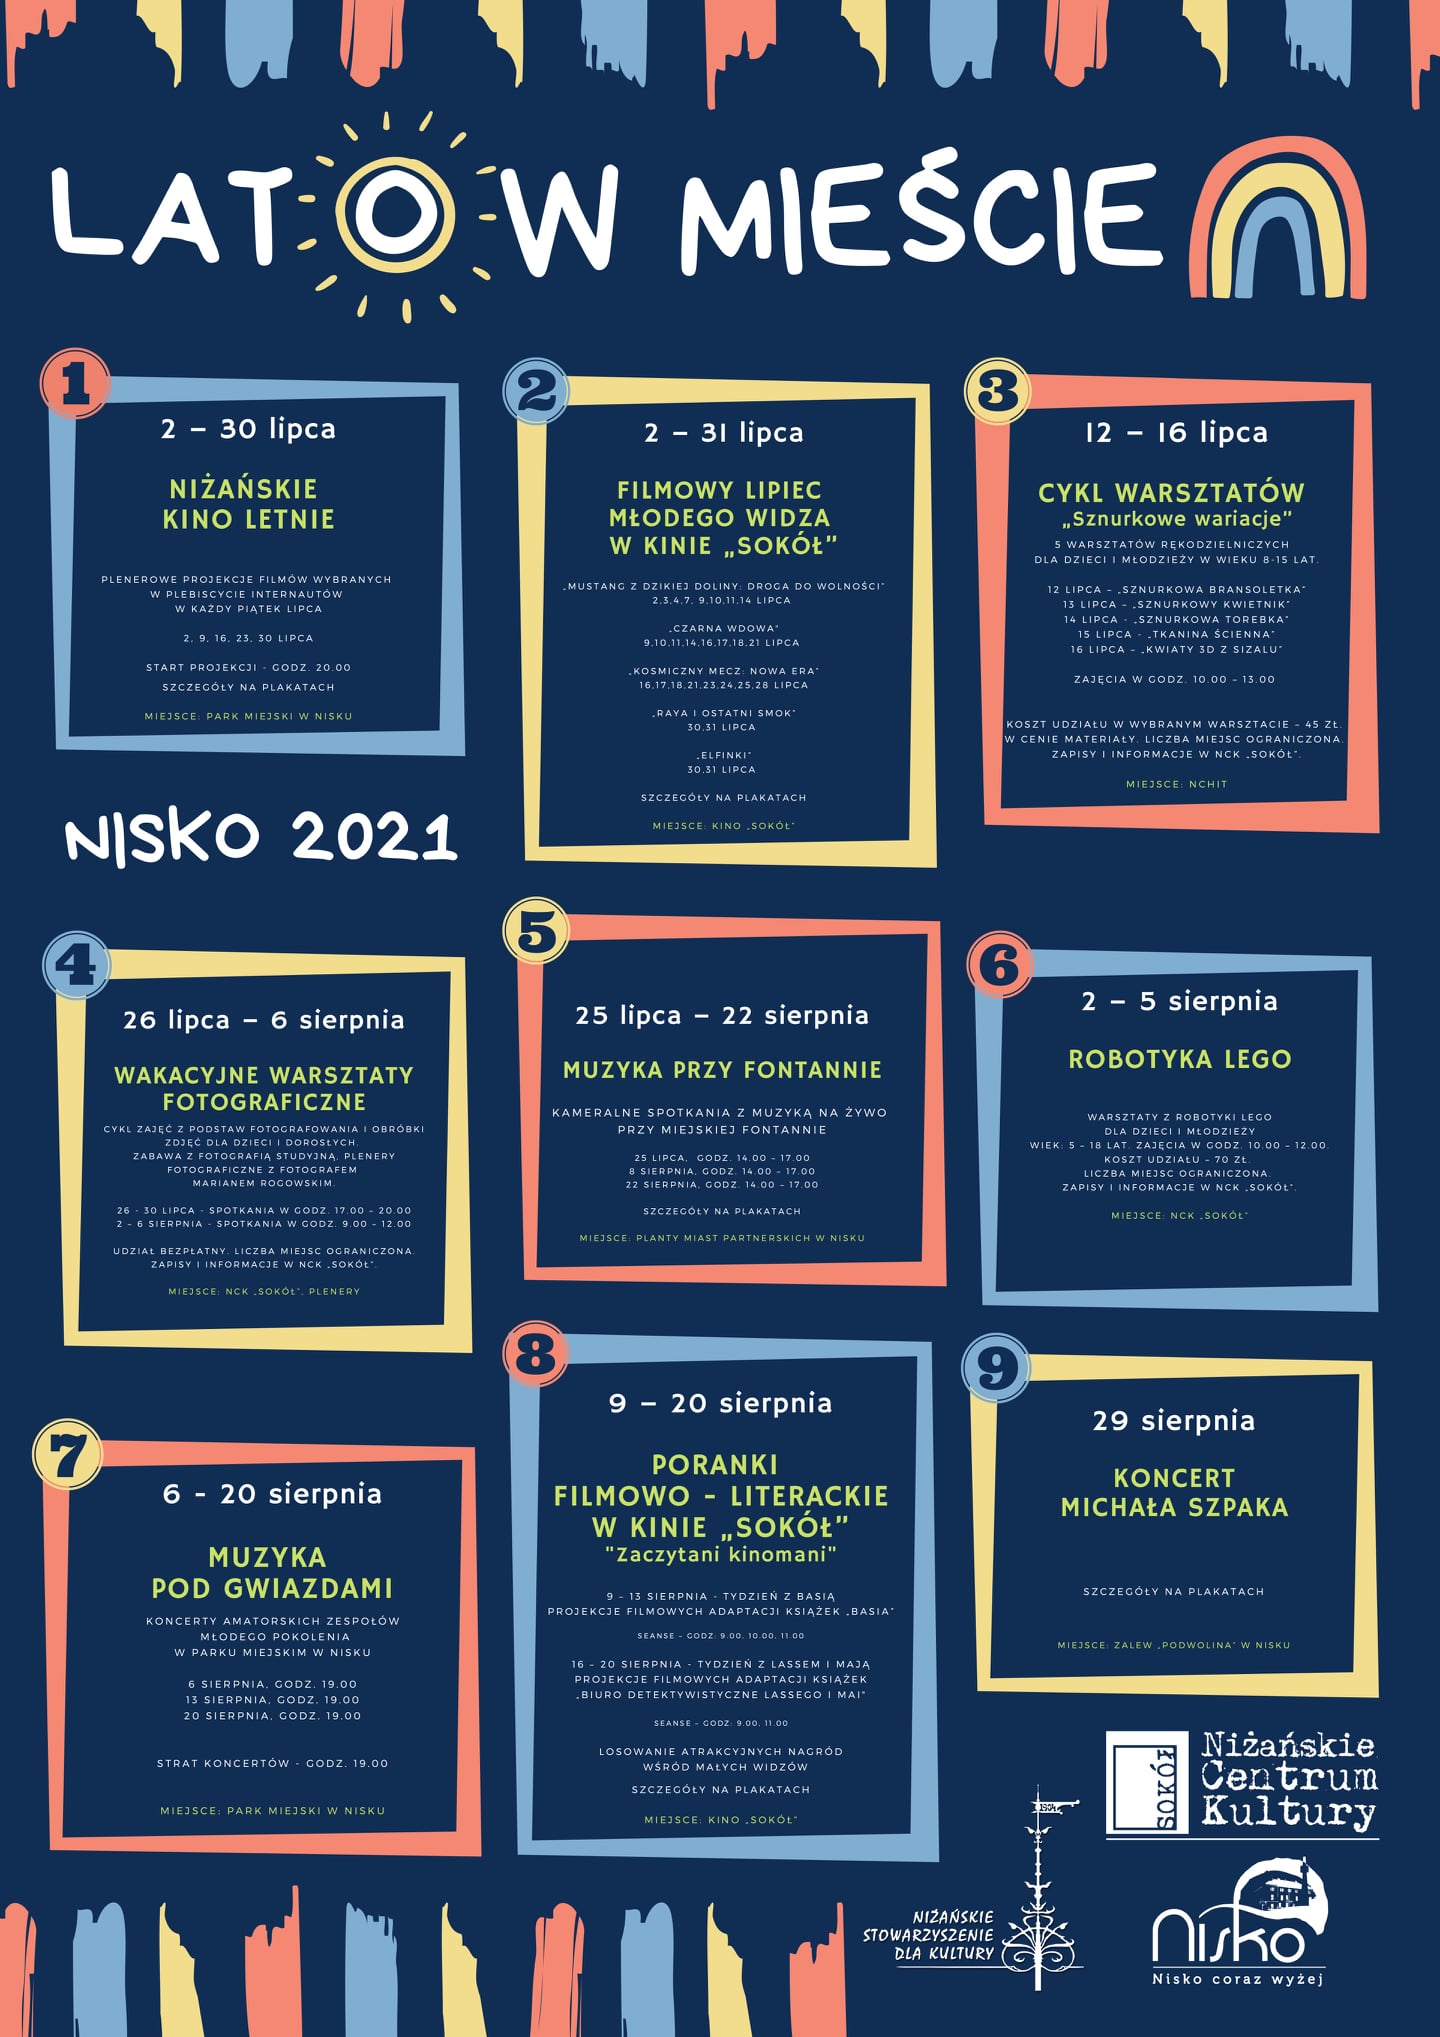 LATO W MIEŚCIE
1
2 – 30 lipca
NIŻAŃSKIE
KINO LETNIE
PLENEROWE PROJEKCJE FILMÓW WYBRANYCH
W PLEBISCYCIE INTERNAUTÓW
W KAŻDY PIĄTEK LIPCA
2, 9, 16, 23, 30 LIPCA
START PROJEKCJI - GODZ. 20.00
SZCZEGÓŁY NA PLAKATACH
MIEJSCE: PARK MIEJSKI W NISKU
2
2 – 31 lipca
FILMOWY LIPIEC
MŁODEGO WIDZA
W KINIE „SOKÓŁ”
„MUSTANG Z DZIKIEJ DOLINY: DROGA DO WOLNOŚCI”
2,3,4,7, 9,10,11,14 LIPCA
„CZARNA WDOWA”
9,10,11,14,16,17,18,21 LIPCA
„KOSMICZNY MECZ: NOWA ERA”
16,17,18,21,23,24,25,28 LIPCA
„RAYA I OSTATNI SMOK”
30,31 LIPCA
„ELFINKI”
30,31 LIPCA
SZCZEGÓŁY NA PLAKATACH
MIEJSCE: KINO „SOKÓŁ”
3
12 – 16 lipca
CYKL WARSZTATÓW
„Sznurkowe wariacje”
5 WARSZTATÓW RĘKODZIELNICZYCH
DLA DZIECI I MŁODZIEŻY W WIEKU 8-15 LAT.
12 LIPCA – „SZNURKOWA BRANSOLETKA”
13 LIPCA – „SZNURKOWY KWIETNIK”
14 LIPCA - „SZNURKOWA TOREBKA”
15 LIPCA - „TKANINA ŚCIENNA”
16 LIPCA – „KWIATY 3D Z SIZALU”
ZAJĘCIA W GODZ. 10.00 – 13.00
KOSZT UDZIAŁU W WYBRANYM WARSZTACIE – 45 ZŁ.
W CENIE MATERIAŁY. LICZBA MIEJSC OGRANICZONA.
ZAPISY I INFORMACJE W NCK „SOKÓŁ”.
MIEJSCE: NCHIT
NISKO 2021
4
26 lipca – 6 sierpnia
WAKACYJNE WARSZTATY
FOTOGRAFICZNE
CYKL ZAJĘĆ Z PODSTAW FOTOGRAFOWANIA I OBRÓBKI
ZDJĘĆ DLA DZIECI I DOROSŁYCH.
ZABAWA Z FOTOGRAFIĄ STUDYJNĄ, PLENERY
FOTOGRAFICZNE Z FOTOGRAFEM
MARIANEM ROGOWSKIM.
26 - 30 LIPCA - SPOTKANIA W GODZ. 17.00 – 20.00
2 – 6 SIERPNIA - SPOTKANIA W GODZ. 9.00 – 12.00
UDZIAŁ BEZPŁATNY. LICZBA MIEJSC OGRANICZONA.
ZAPISY I INFORMACJE W NCK „SOKÓŁ”.
MIEJSCE: NCK „SOKÓŁ”, PLENERY
5
25 lipca – 22 sierpnia
MUZYKA PRZY FONTANNIE
KAMERALNE SPOTKANIA Z MUZYKĄ NA ŻYWO
PRZY MIEJSKIEJ FONTANNIE
25 LIPCA, GODZ. 14.00 – 17.00
8 SIERPNIA, GODZ. 14.00 – 17.00
22 SIERPNIA, GODZ. 14.00 – 17.00
SZCZEGÓŁY NA PLAKATACH
MIEJSCE: PLANTY MIAST PARTNERSKICH W NISKU
6
2 – 5 sierpnia
ROBOTYKA LEGO
WARSZTATY Z ROBOTYKI LEGO
DLA DZIECI I MŁODZIEŻY
WIEK: 5 – 18 LAT. ZAJĘCIA W GODZ. 10.00 – 12.00.
KOSZT UDZIAŁU – 70 ZŁ.
LICZBA MIEJSC OGRANICZONA.
ZAPISY I INFORMACJE W NCK „SOKÓŁ”.
MIEJSCE: NCK „SOKÓŁ”
7
6 - 20 sierpnia
MUZYKA
POD GWIAZDAMI
KONCERTY AMATORSKICH ZESPOŁÓW
MŁODEGO POKOLENIA
W PARKU MIEJSKIM W NISKU
6 SIERPNIA, GODZ. 19.00
13 SIERPNIA, GODZ. 19.00
20 SIERPNIA, GODZ. 19.00
STRAT KONCERTÓW - GODZ. 19.00
MIEJSCE: PARK MIEJSKI W NISKU
8
9 – 20 sierpnia
PORANKI
FILMOWO - LITERACKIE
W KINIE „SOKÓŁ”
"Zaczytani kinomani"
9 – 13 SIERPNIA - TYDZIEŃ Z BASIĄ
PROJEKCJE FILMOWYCH ADAPTACJI KSIĄŻEK „BASIA”
SEANSE – GODZ: 9.00, 10.00, 11.00
16 – 20 SIERPNIA - TYDZIEŃ Z LASSEM I MAJĄ
PROJEKCJE FILMOWYCH ADAPTACJI KSIĄŻEK
„BIURO DETEKTYWISTYCZNE LASSEGO I MAI”
SEANSE – GODZ: 9.00, 11.00
LOSOWANIE ATRAKCYJNYCH NAGRÓD
WŚRÓD MAŁYCH WIDZÓW
SZCZEGÓŁY NA PLAKATACH
MIEJSCE: KINO „SOKÓŁ”
9
29 sierpnia
KONCERT
MICHAŁA SZPAKA
SZCZEGÓŁY NA PLAKATACH
MIEJSCE: ZALEW „PODWOLINA” W NISKU
SOKÓŁ
Niżańskie
Centrum
Kultury
NIŻAŃSKIE
STOWARZYSZENIE
DLA KULTURY
Nisko
Nisko coraz wyżej